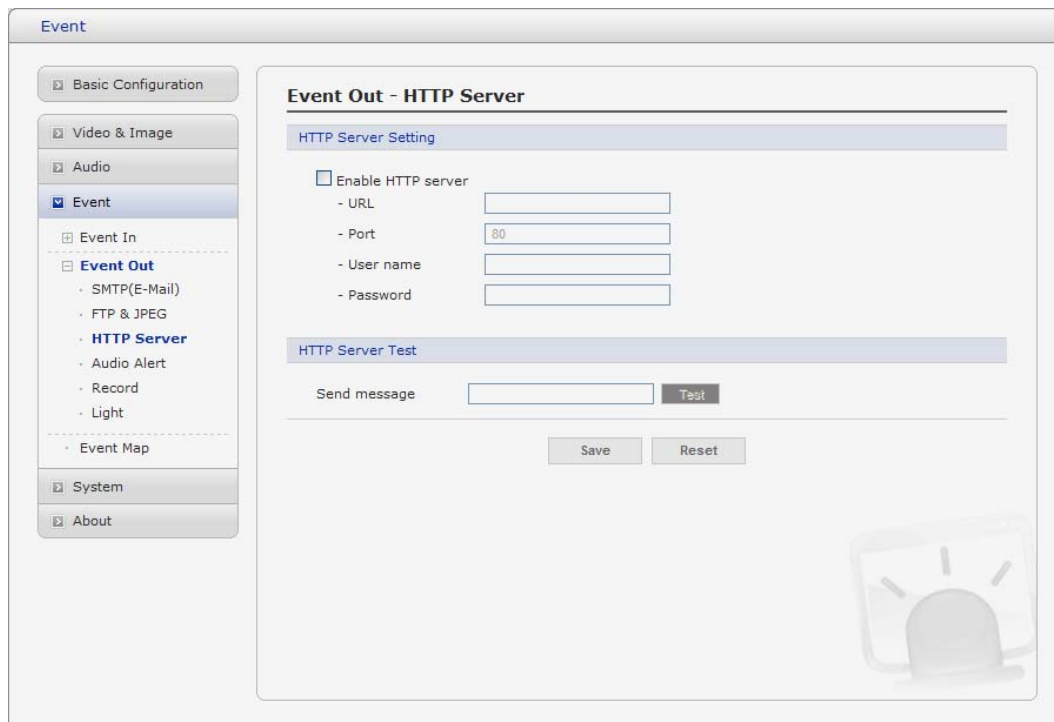 Event
Basic Configuration
Video & Image
Audio
Event
Event In
Event Out
· SMTP(E-Mail)
· FTP & JPEG
· HTTP Server
· Audio Alert
· Record
· Light
· Event Map
System
About
Event Out - HTTP Server
HTTP Server Setting
Enable HTTP server
- URL
- Port 80
- User name
- Password
HTTP Server Test
Send message Test
Save Reset